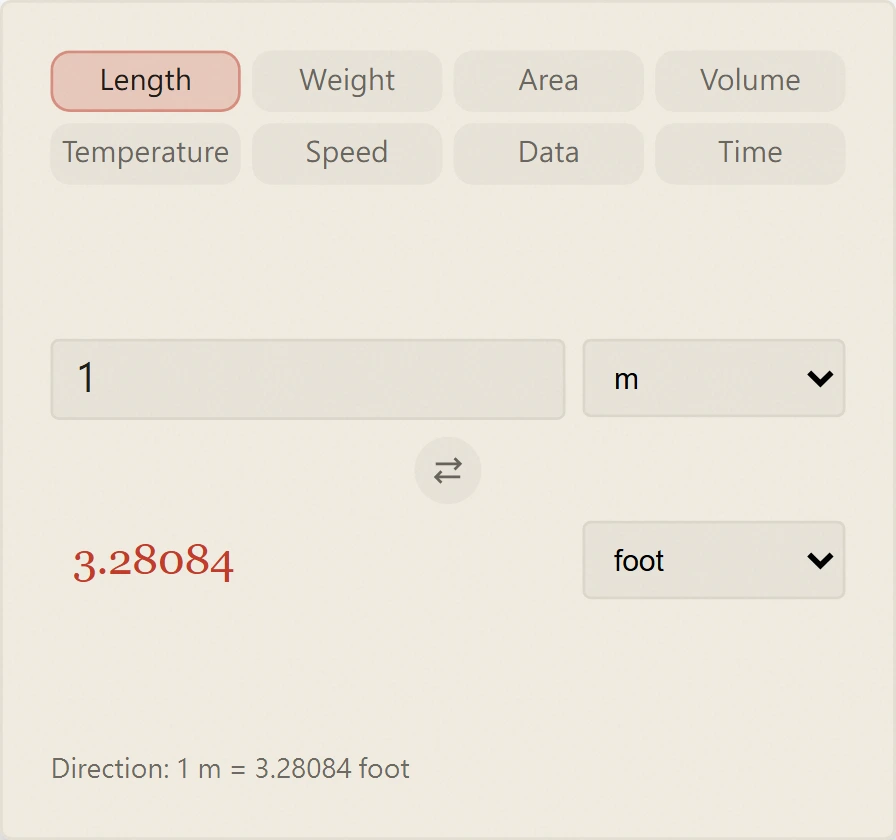 Length Weight Area Volume
Temperature Speed Data Time
1 m
3.28084 foot
Direction: 1 m = 3.28084 foot